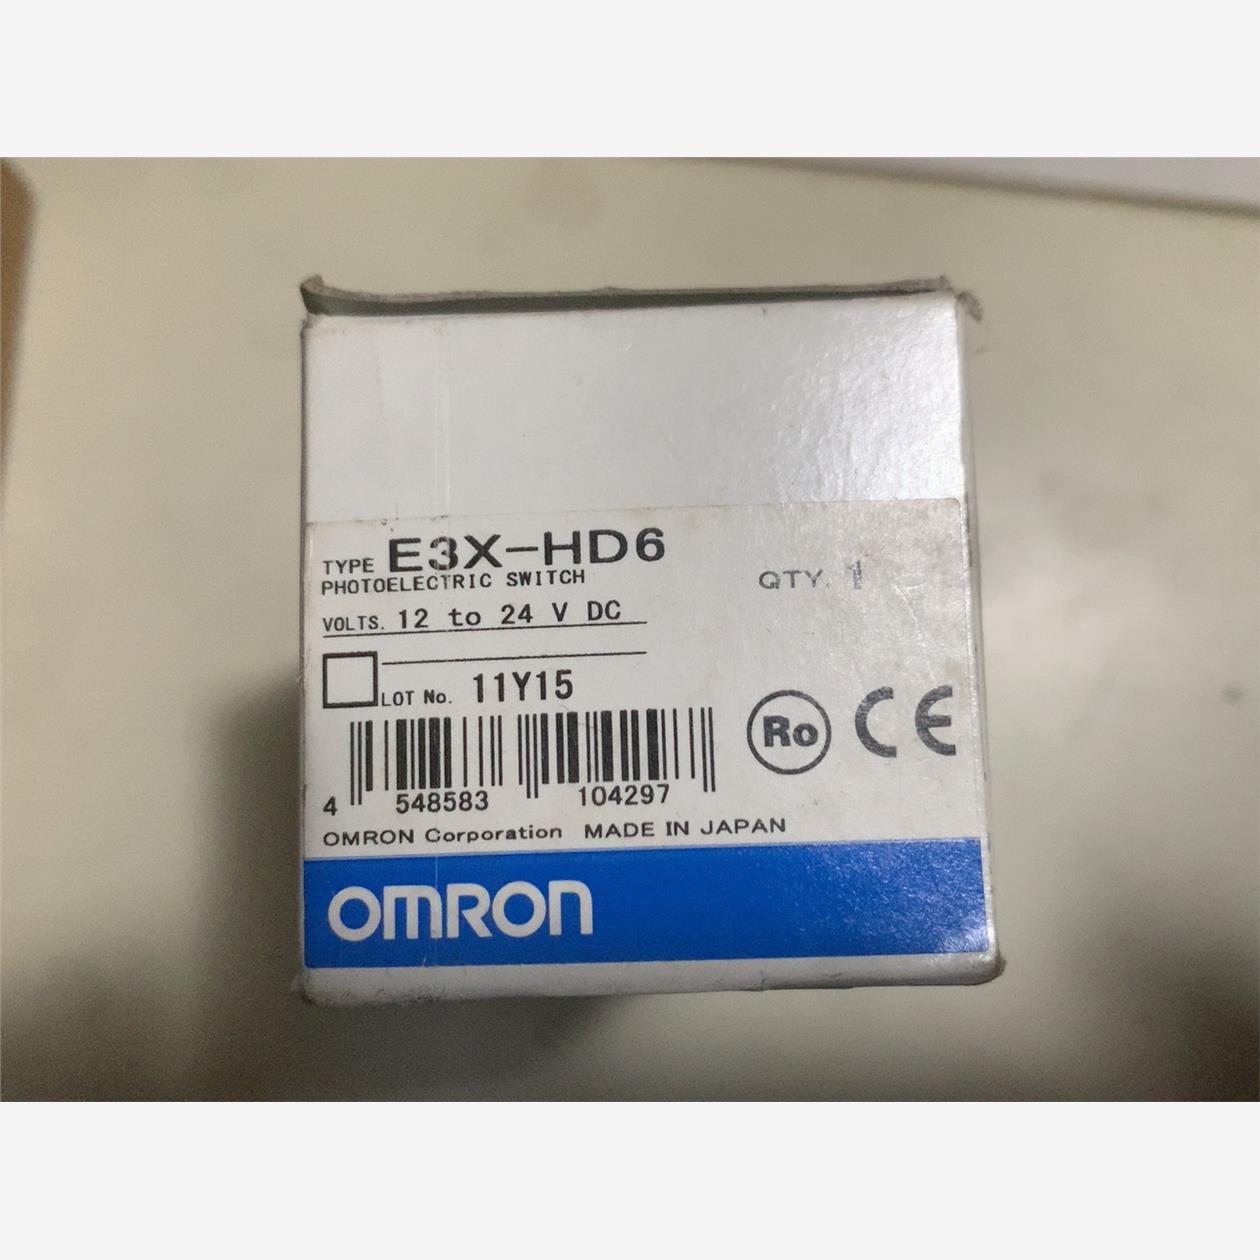 TYPE E3X-HD6
PHOTOELECTRIC SWITCH
QTY. 1
VOLTS. 12 to 24 V DC
LOT No. 11Y15
Ro CE
4 548583 104297
OMRON Corporation MADE IN JAPAN
OMRON